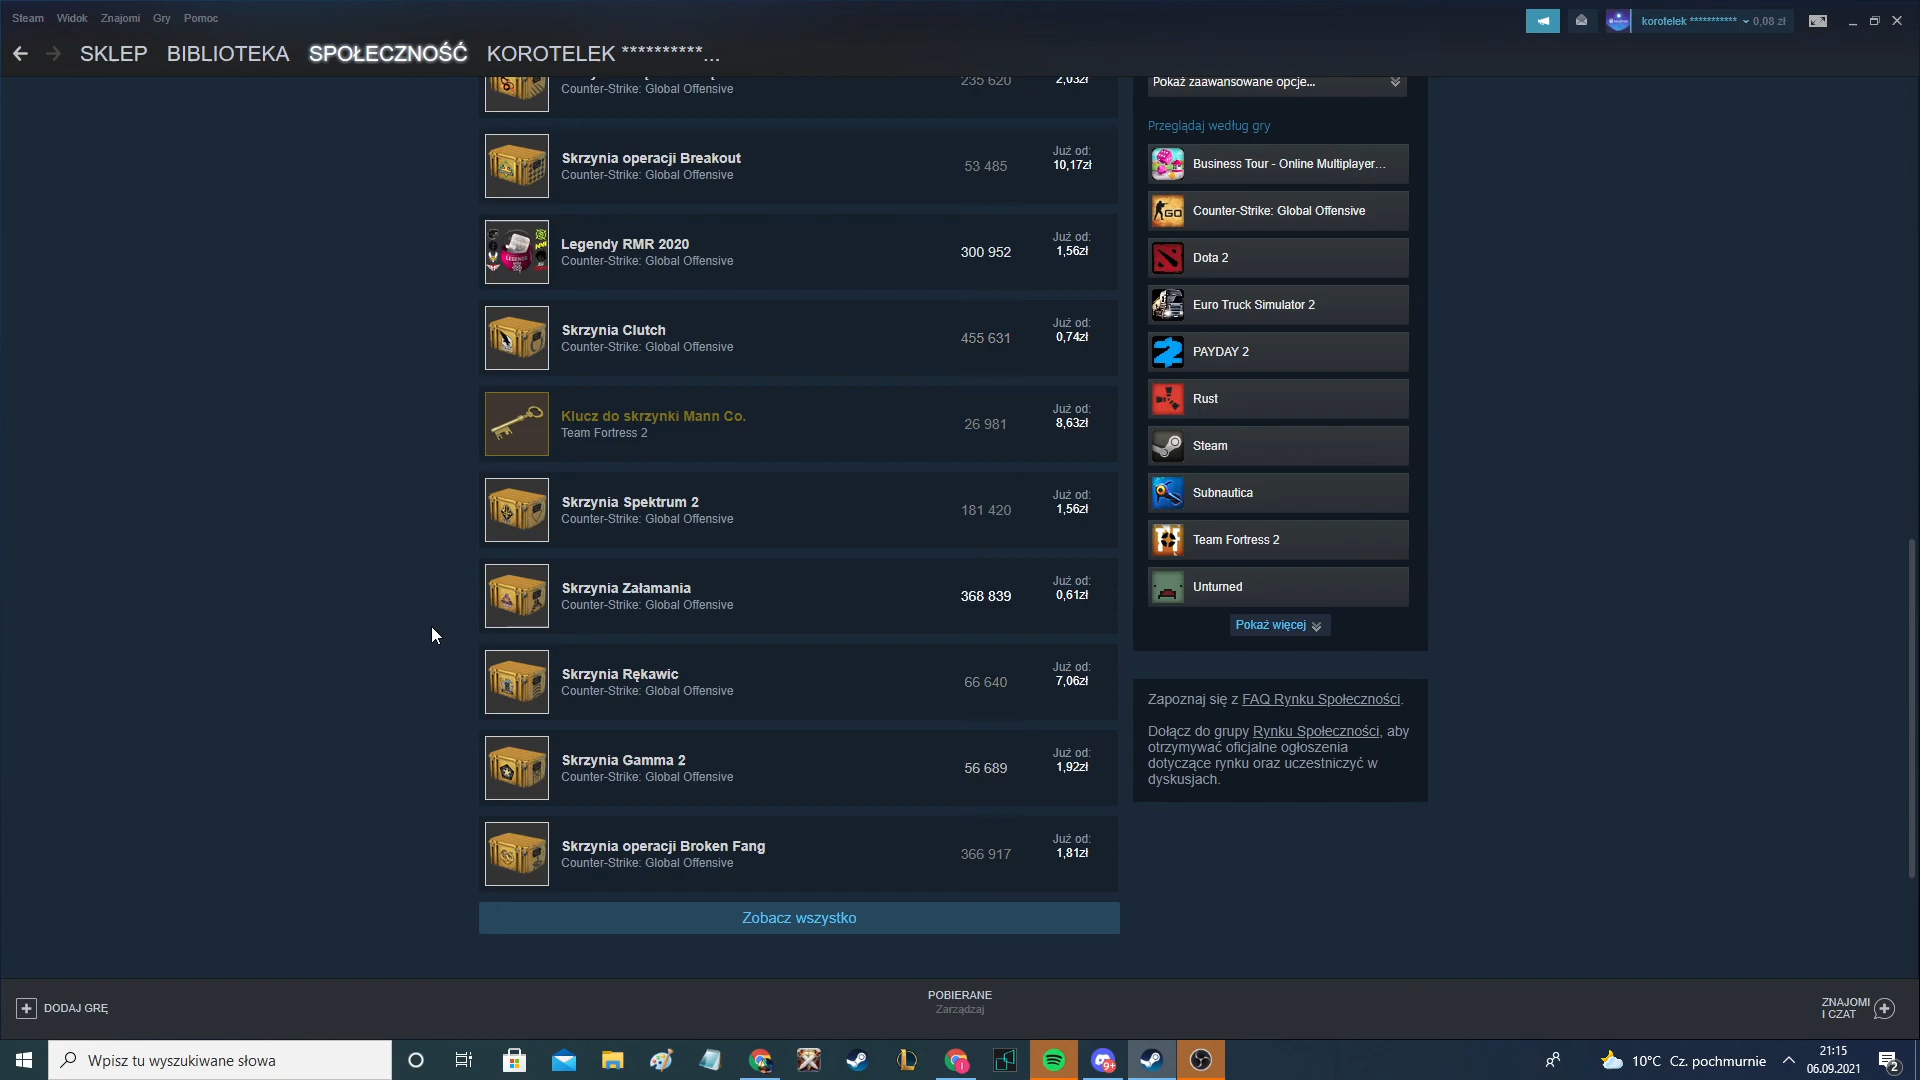 Steam Widok Znajomi Gry Pomoc
korotelek *********** 0,08 zł
SKLEP BIBLIOTEKA SPOŁECZNOŚĆ KOROTELEK **********...
Counter-Strike: Global Offensive
235 620
2,03zł
Skrzynia operacji Breakout
Counter-Strike: Global Offensive
53 485
Już od:
10,17zł
Legendy RMR 2020
Counter-Strike: Global Offensive
300 952
Już od:
1,56zł
LEGENDS
Skrzynia Clutch
Counter-Strike: Global Offensive
455 631
Już od:
0,74zł
Klucz do skrzynki Mann Co.
Team Fortress 2
26 981
Już od:
8,63zł
Skrzynia Spektrum 2
Counter-Strike: Global Offensive
181 420
Już od:
1,56zł
Skrzynia Załamania
Counter-Strike: Global Offensive
368 839
Już od:
0,61zł
Skrzynia Rękawic
Counter-Strike: Global Offensive
66 640
Już od:
7,06zł
Skrzynia Gamma 2
Counter-Strike: Global Offensive
56 689
Już od:
1,92zł
Skrzynia operacji Broken Fang
Counter-Strike: Global Offensive
366 917
Już od:
1,81zł
Zobacz wszystko
Pokaż zaawansowane opcje...
Przeglądaj według gry
Business Tour - Online Multiplayer...
GO
Counter-Strike: Global Offensive
Dota 2
Euro Truck Simulator 2
PAYDAY 2
Rust
Steam
Subnautica
Team Fortress 2
Unturned
Pokaż więcej
Zapoznaj się z FAQ Rynku Społeczności.
Dołącz do grupy Rynku Społeczności, aby
otrzymywać oficjalne ogłoszenia
dotyczące rynku oraz uczestniczyć w
dyskusjach.
DODAJ GRĘ
POBIERANE
Zarządzaj
ZNAJOMI
I CZAT
Wpisz tu wyszukiwane słowa
9+
10°C Cz. pochmurnie
21:15
06.09.2021
2